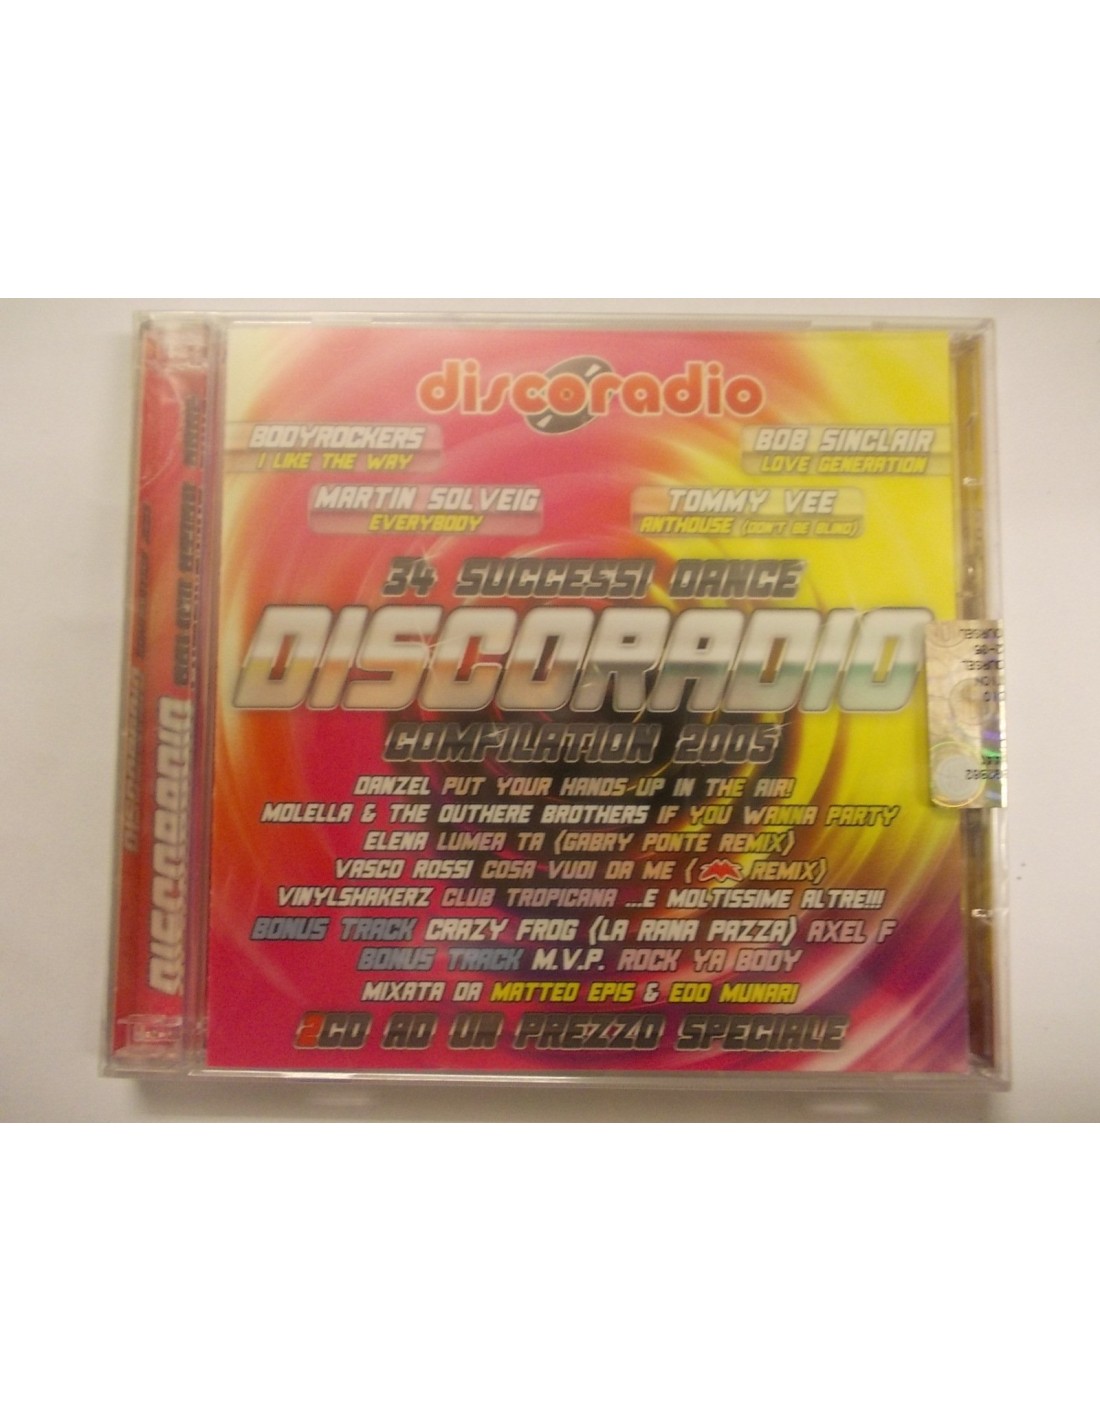 discoradio
BODYROCKERS
I LIKE THE WAY
BOB SINCLAIR
LOVE GENERATION
MARTIN SOLVEIG
EVERYBODY
TOMMY VEE
ANTHOUSE (DON'T BE BLIND)
34 SUCCESSI DANCE
DISCORADIO
COMPILATION 2005
DANZEL PUT YOUR HANDS-UP IN THE AIR!
MOLELLA & THE OUTHERE BROTHERS IF YOU WANNA PARTY
ELENA LUMEA TA (GABRY PONTE REMIX)
VASCO ROSSI COSA VUOI DA ME ( REMIX)
VINYLSHAKERZ CLUB TROPICANA ...E MOLTISSIME ALTRE!!!
BONUS TRACK CRAZY FROG (LA RANA PAZZA) AXEL F
BONUS TRACK M.V.P. ROCK YA BODY
MIXATA DA MATTEO EPIS & EDO MUNARI
2CD AD UN PREZZO SPECIALE
DISCORADIO